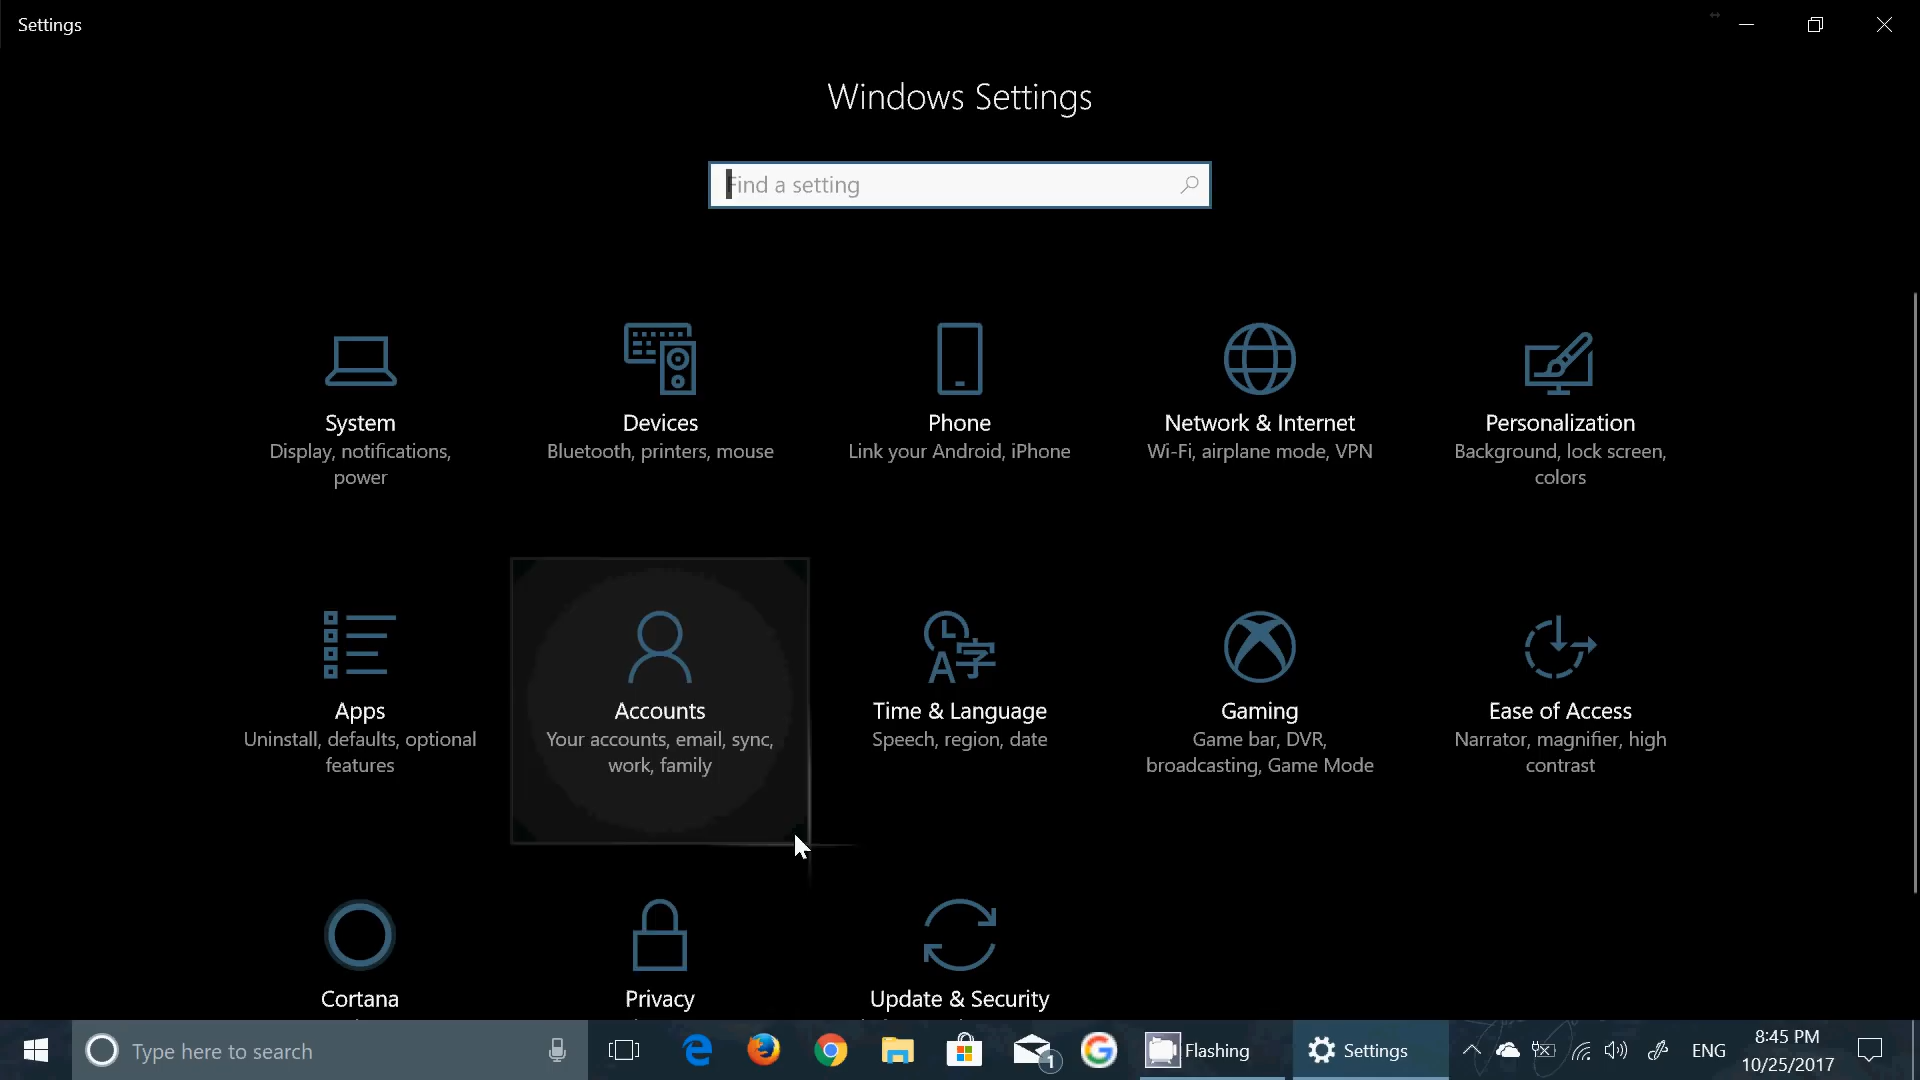 Settings
Windows Settings
Find a setting
System
Display, notifications,
power
Devices
Bluetooth, printers, mouse
Phone
Link your Android, iPhone
Network & Internet
Wi-Fi, airplane mode, VPN
Personalization
Background, lock screen,
colors
Apps
Uninstall, defaults, optional
features
Accounts
Your accounts, email, sync,
work, family
Time & Language
Speech, region, date
Gaming
Game bar, DVR,
broadcasting, Game Mode
Ease of Access
Narrator, magnifier, high
contrast
Cortana
Privacy
Update & Security
Type here to search
1
Flashing
Settings
ENG
8:45 PM
10/25/2017